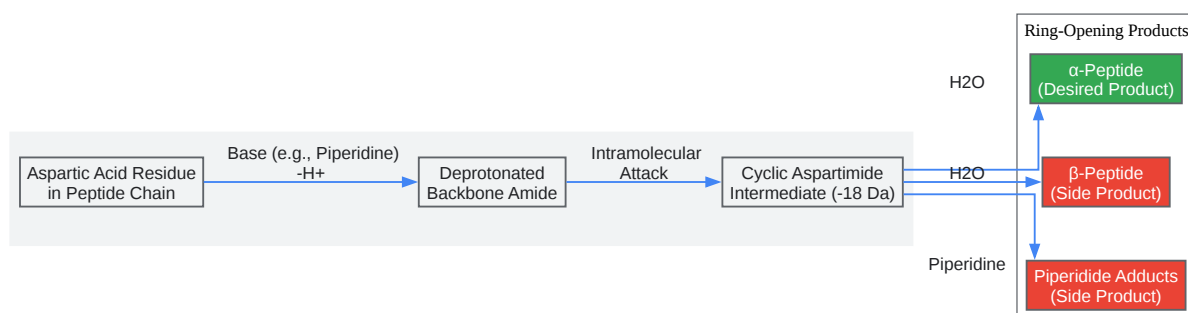 Ring-Opening Products
H2O
α-Peptide
(Desired Product)
Aspartic Acid Residue
in Peptide Chain
Base (e.g., Piperidine)
-H+
Deprotonated
Backbone Amide
Intramolecular
Attack
Cyclic Aspartimide
Intermediate (-18 Da)
H2O
β-Peptide
(Side Product)
Piperidine
Piperidide Adducts
(Side Product)